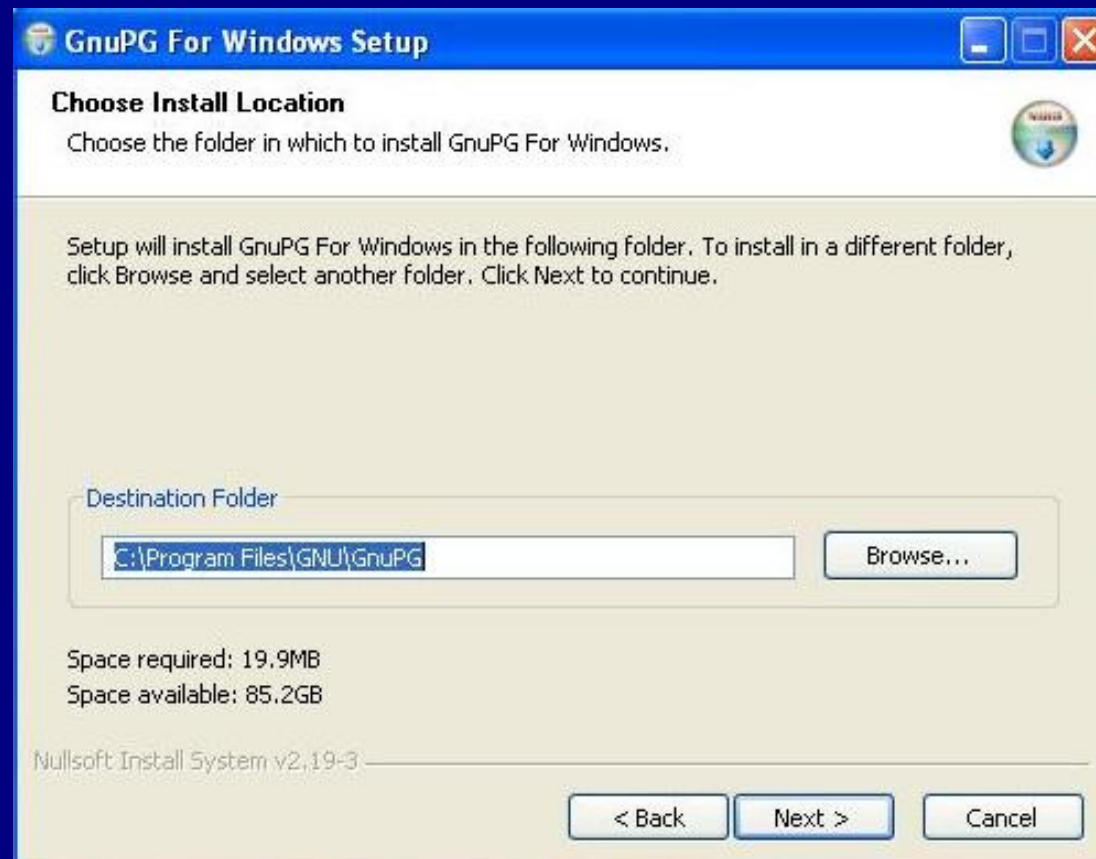 GnuPG For Windows Setup
Choose Install Location
Choose the folder in which to install GnuPG For Windows.
Setup will install GnuPG For Windows in the following folder. To install in a different folder,
click Browse and select another folder. Click Next to continue.
Destination Folder
C:\Program Files\GNU\GnuPG
Browse...
Space required: 19.9MB
Space available: 85.2GB
Nullsoft Install System v2.19-3
< Back
Next >
Cancel